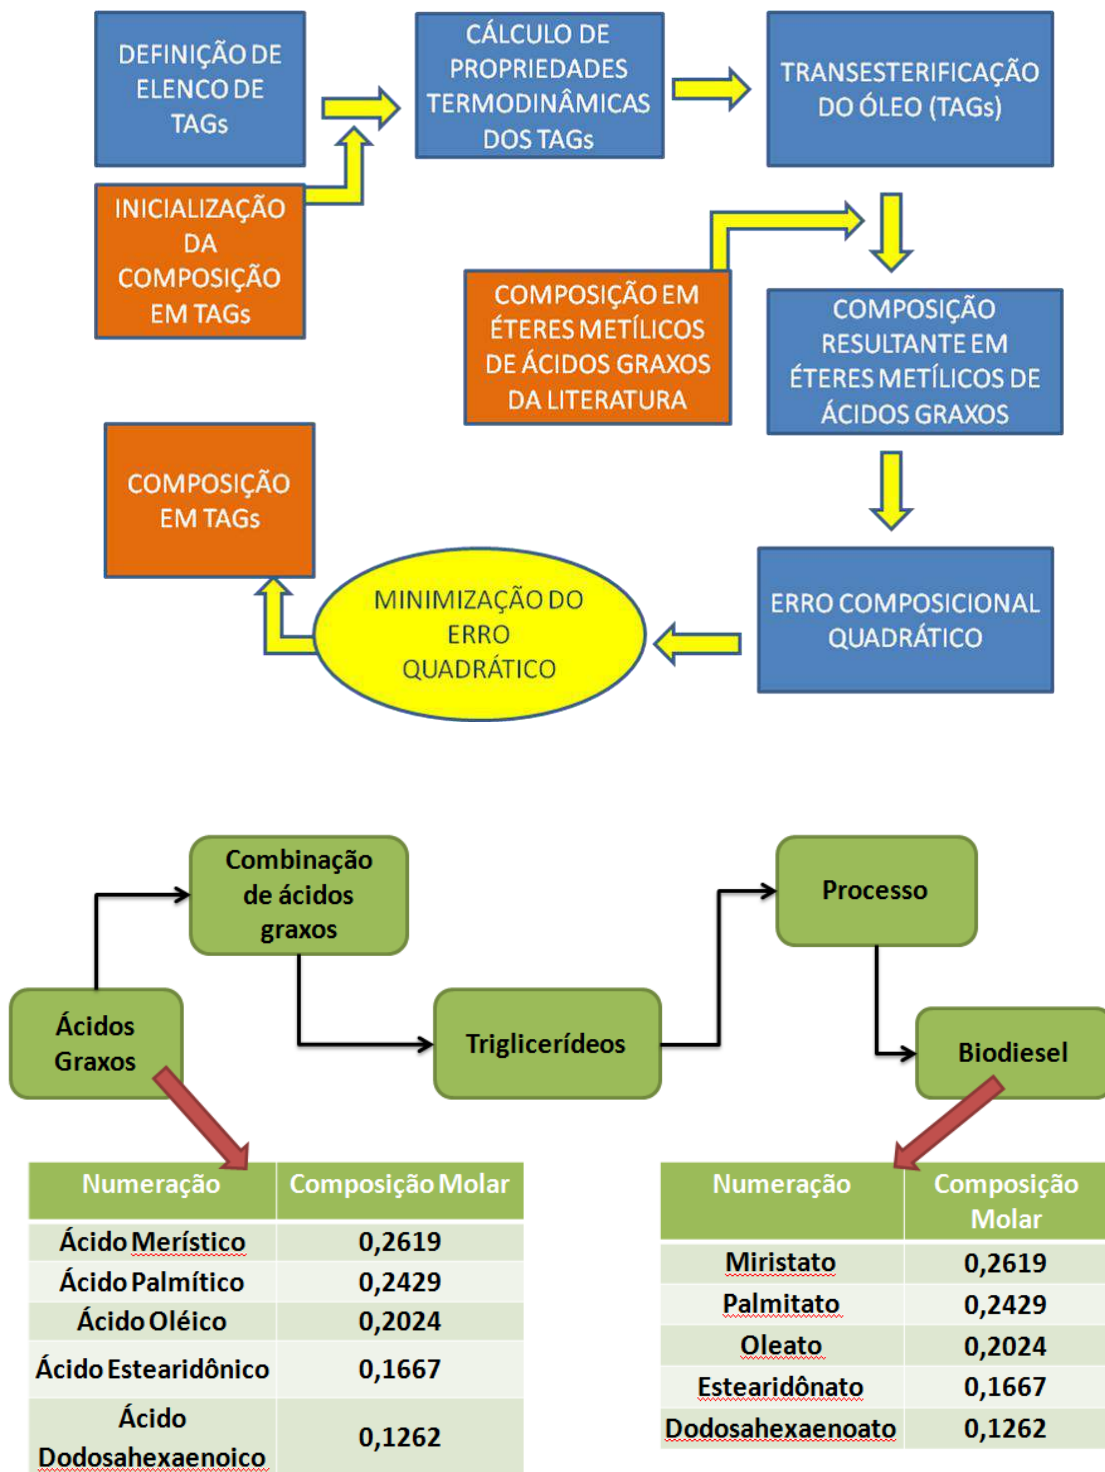 DEFINIÇÃO DE
ELENCO DE
TAGs
CÁLCULO DE
PROPRIEDADES
TERMODINÂMICAS
DOS TAGs
TRANSESTERIFICAÇÃO
DO ÓLEO (TAGs)
INICIALIZAÇÃO
DA
COMPOSIÇÃO
EM TAGs
COMPOSIÇÃO EM
ÉTERES METÍLICOS
DE ÁCIDOS GRAXOS
DA LITERATURA
COMPOSIÇÃO
RESULTANTE EM
ÉTERES METÍLICOS DE
ÁCIDOS GRAXOS
COMPOSIÇÃO
EM TAGs
MINIMIZAÇÃO DO
ERRO
QUADRÁTICO
ERRO COMPOSICIONAL
QUADRÁTICO
Combinação
de ácidos
graxos
Processo
Ácidos
Graxos
Triglicerídeos
Biodiesel
Numeração Composição Molar
Ácido Merístico 0,2619
Ácido Palmítico 0,2429
Ácido Oléico 0,2024
Ácido Estearidônico 0,1667
Ácido
Dodosahexaenoico 0,1262
Numeração Composição
Molar
Miristato 0,2619
Palmitato 0,2429
Oleato 0,2024
Estearidônato 0,1667
Dodosahexaenoato 0,1262